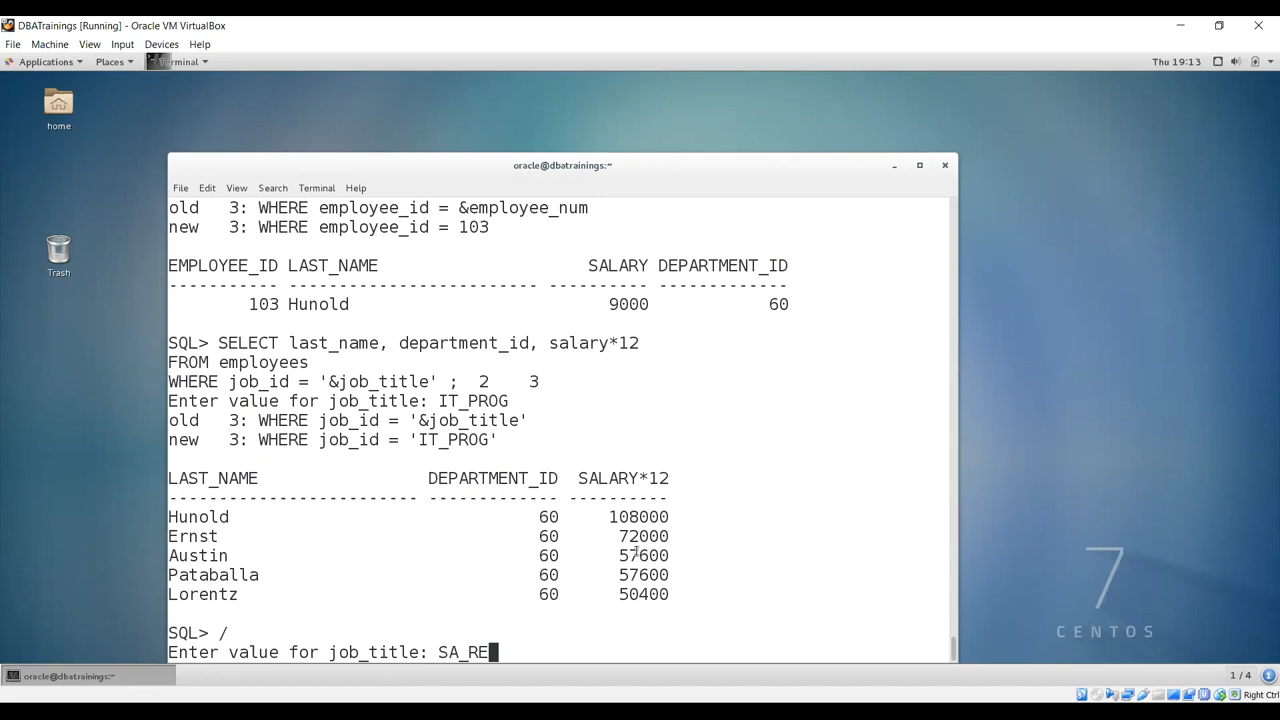 DBATrainings [Running] - Oracle VM VirtualBox
File Machine View Input Devices Help
Applications Places Terminal Thu 19:13
home
Trash
oracle@dbatrainings:~
File Edit View Search Terminal Help
old   3: WHERE employee_id = &employee_num
new   3: WHERE employee_id = 103
EMPLOYEE_ID LAST_NAME                     SALARY DEPARTMENT_ID
----------- ------------------------- ---------- -------------
        103 Hunold                          9000            60
SQL> SELECT last_name, department_id, salary*12
FROM employees
WHERE job_id = '&job_title' ;  2    3
Enter value for job_title: IT_PROG
old   3: WHERE job_id = '&job_title'
new   3: WHERE job_id = 'IT_PROG'
LAST_NAME                 DEPARTMENT_ID  SALARY*12
------------------------- ------------- ----------
Hunold                               60     108000
Ernst                                60      72000
Austin                               60      57600
Pataballa                            60      57600
Lorentz                              60      50400
SQL> /
Enter value for job_title: SA_RE
7
CENTOS
oracle@dbatrainings:~ 1 / 4 1
Right Ctrl